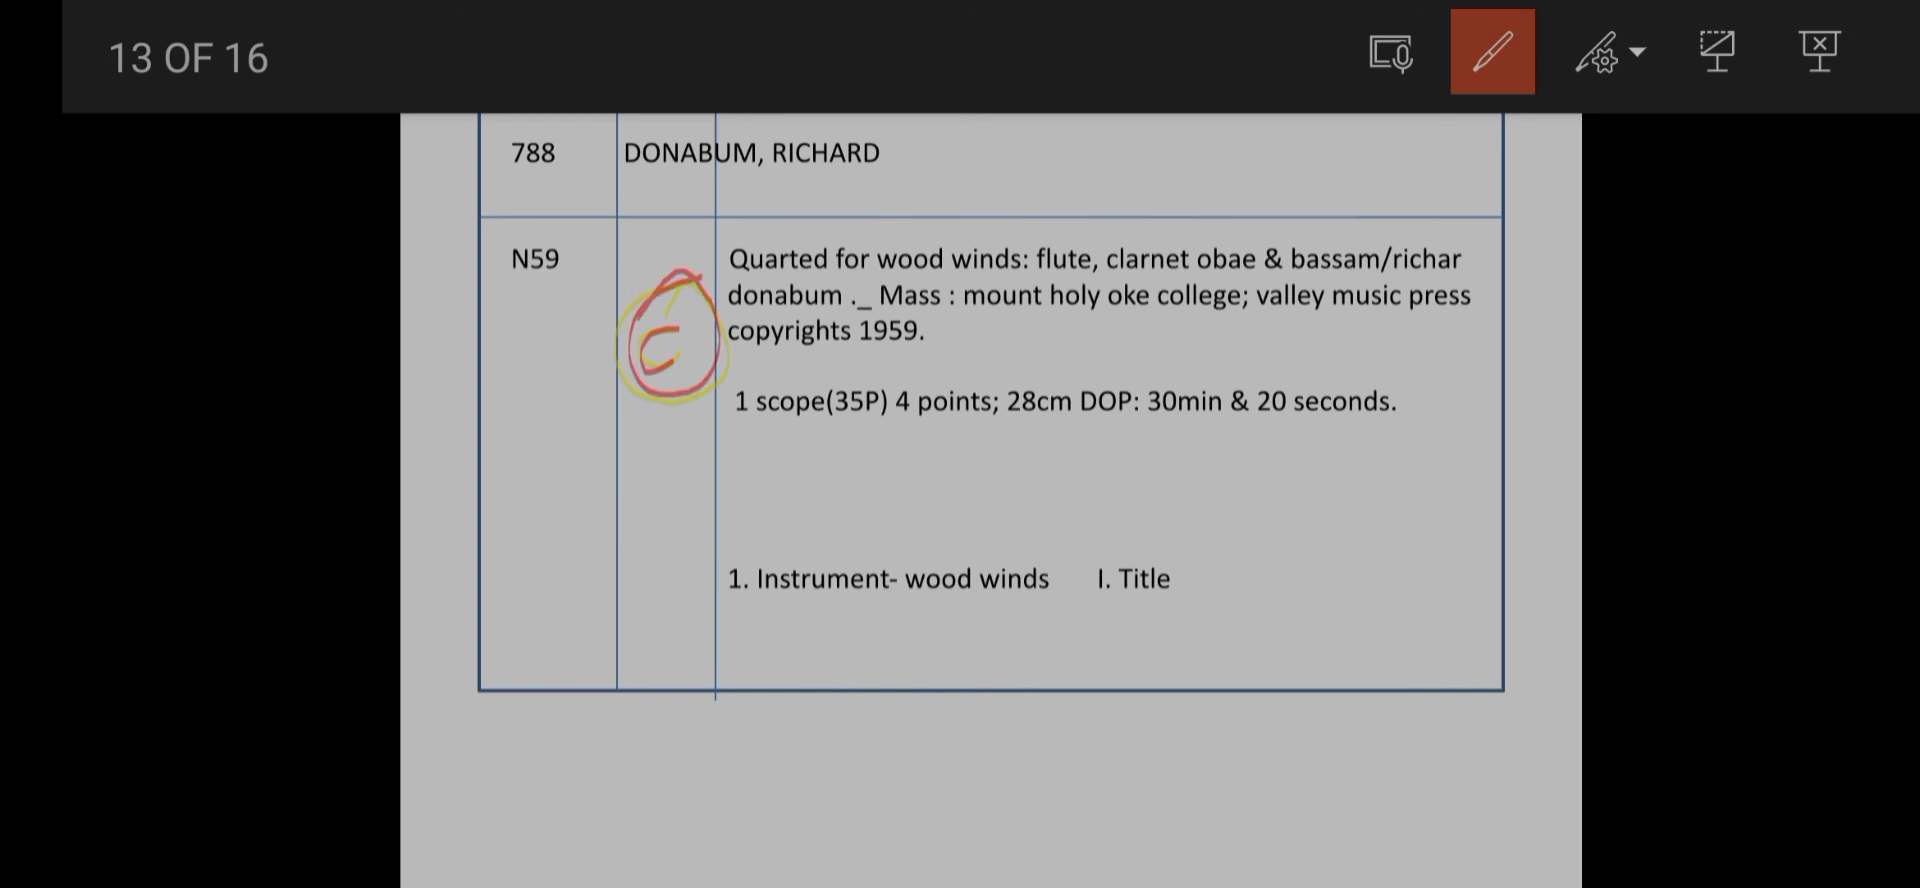 13 OF 16
788 DONABUM, RICHARD
N59 Quarted for wood winds: flute, clarnet obae & bassam/richar
donabum ._ Mass : mount holy oke college; valley music press
C
copyrights 1959.
1 scope(35P) 4 points; 28cm DOP: 30min & 20 seconds.
1. Instrument- wood winds I. Title